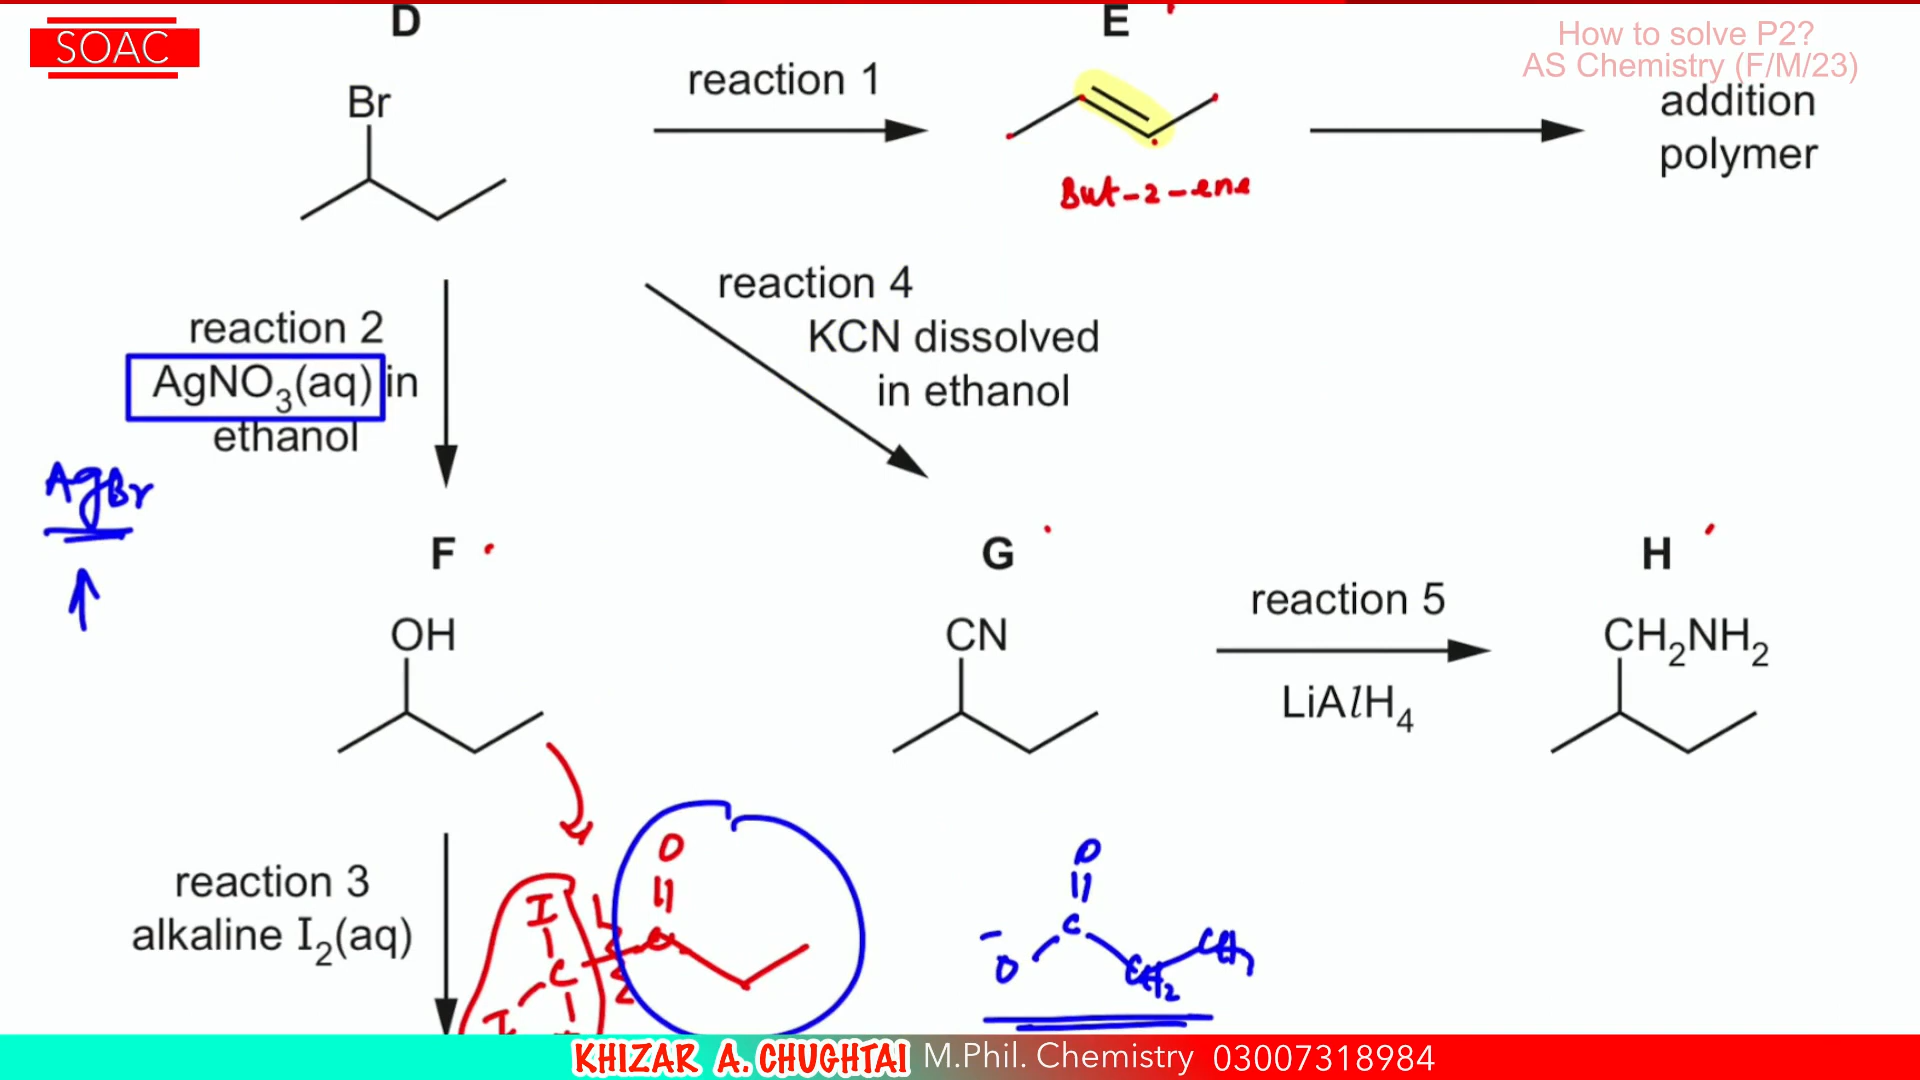 SOAC
How to solve P2?
AS Chemistry (F/M/23)
D
E
Br
reaction 1
addition
polymer
But-2-ene
reaction 2
AgNO3(aq) in
ethanol
reaction 4
KCN dissolved
in ethanol
AgBr
F
G
H
OH
CN
reaction 5
CH2NH2
LiAlH4
reaction 3
alkaline I2(aq)
O
I
C
C
I
O
C
O
CH2
KHIZAR A. CHUGHTAI M.Phil. Chemistry 03007318984